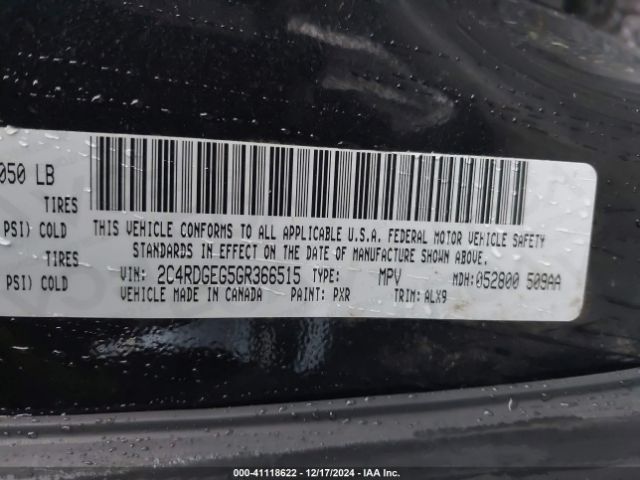 050 LB
TIRES
PSI) COLD
TIRES
PSI) COLD
THIS VEHICLE CONFORMS TO ALL APPLICABLE U.S.A. FEDERAL MOTOR VEHICLE SAFETY
STANDARDS IN EFFECT ON THE DATE OF MANUFACTURE SHOWN ABOVE.
VIN: 2C4RDGEG5GR366515 TYPE: MPV MDH: 052800 509AA
VEHICLE MADE IN CANADA PAINT: PXR TRIM: ALX9
000-41118622 - 12/17/2024 - IAA Inc.